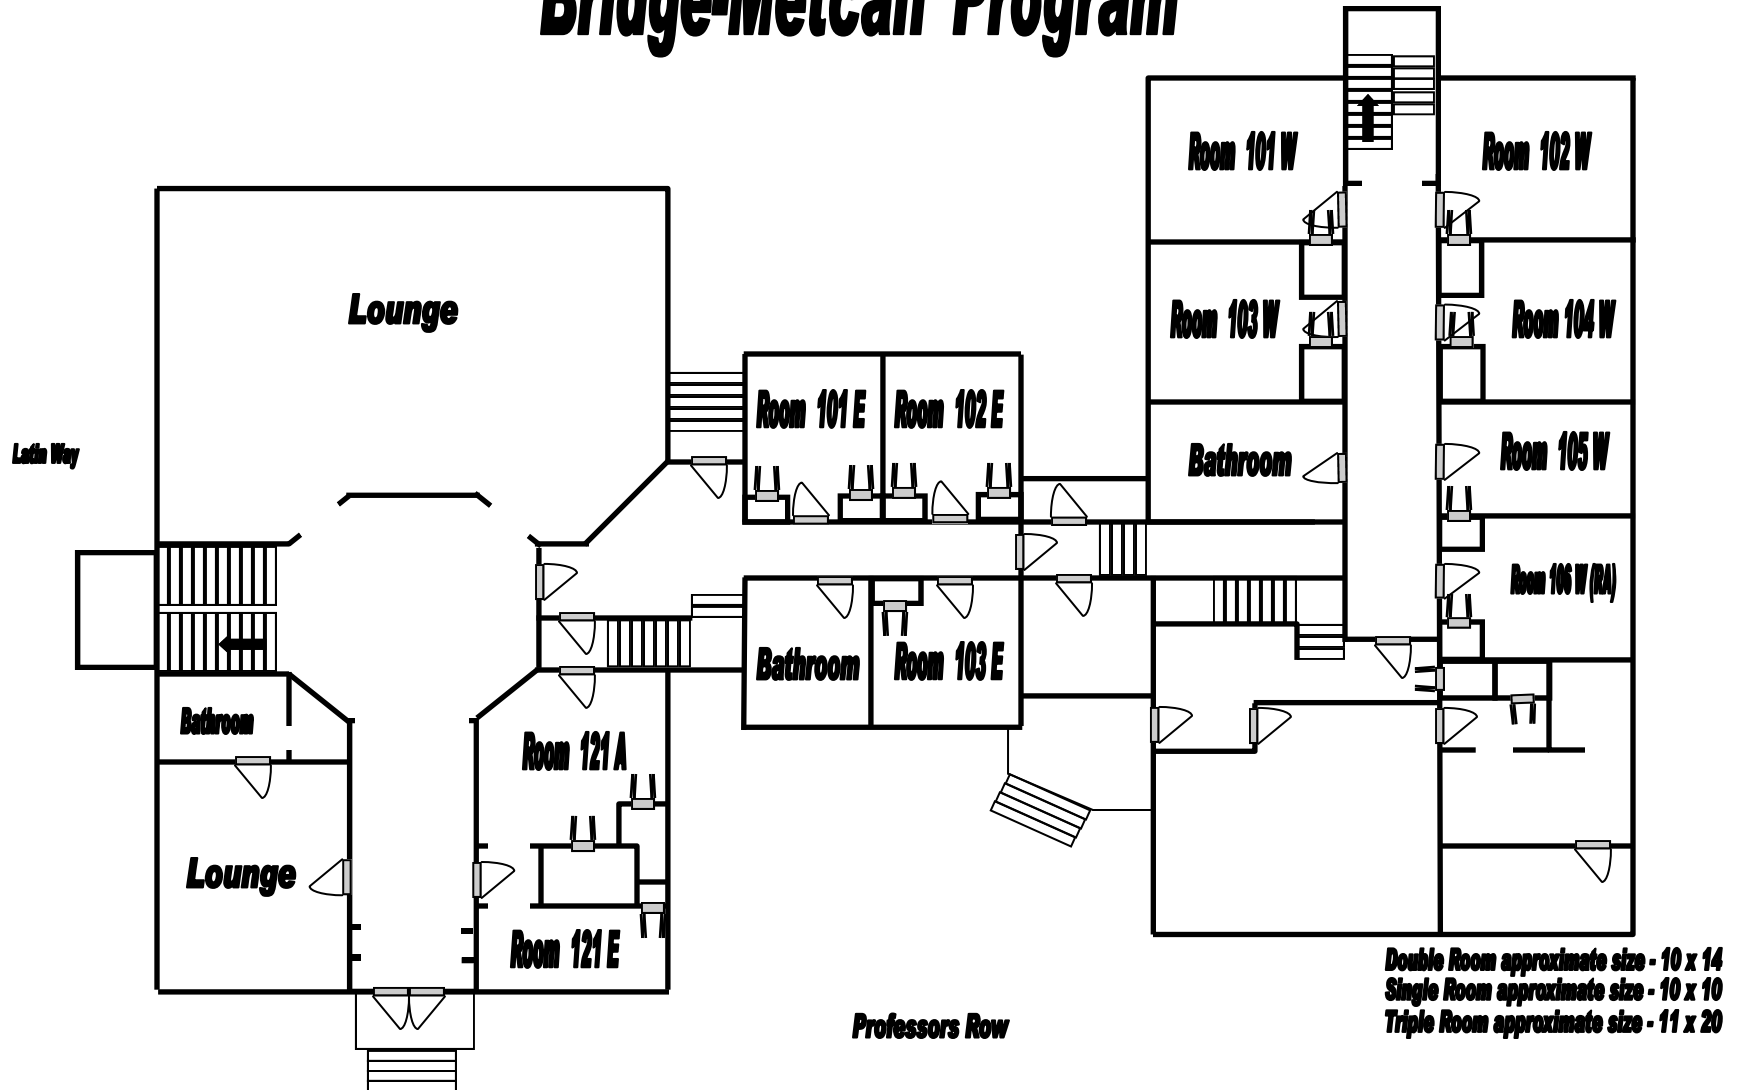 Bridge-Metcalf Program
Room 101 W
Room 102 W
Lounge
Room 103 W
Room 104 W
Room 101 E
Room 102 E
Latin Way
Bathroom
Room 105 W
Room 106 W (RA)
Bathroom
Room 103 E
Bathroom
Room 121 A
Lounge
Room 121 E
Double Room approximate size - 10 x 14
Single Room approximate size - 10 x 10
Triple Room approximate size - 11 x 20
Professors Row